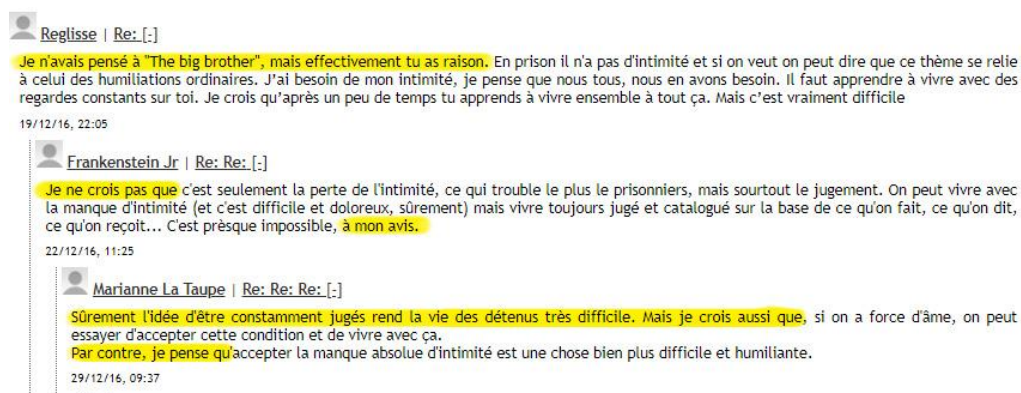 Reglisse | Re: [-]
Je n'avais pensé à "The big brother", mais effectivement tu as raison. En prison il n'a pas d'intimité et si on veut on peut dire que ce thème se relie
à celui des humiliations ordinaires. J'ai besoin de mon intimité, je pense que nous tous, nous en avons besoin. Il faut apprendre à vivre avec des
regardes constants sur toi. Je crois qu'après un peu de temps tu apprends à vivre ensemble à tout ça. Mais c'est vraiment difficile
19/12/16, 22:05
Frankenstein Jr | Re: Re: [-]
Je ne crois pas que c'est seulement la perte de l'intimité, ce qui trouble le plus le prisonniers, mais sourtout le jugement. On peut vivre avec
la manque d'intimité (et c'est difficile et doloreux, sûrement) mais vivre toujours jugé et catalogué sur la base de ce qu'on fait, ce qu'on dit,
ce qu'on reçoit... C'est prèsque impossible, à mon avis.
22/12/16, 11:25
Marianne La Taupe | Re: Re: Re: [-]
Sûrement l'idée d'être constamment jugés rend la vie des détenus très difficile. Mais je crois aussi que, si on a force d'âme, on peut
essayer d'accepter cette condition et de vivre avec ça.
Par contre, je pense qu'accepter la manque absolue d'intimité est une chose bien plus difficile et humiliante.
29/12/16, 09:37